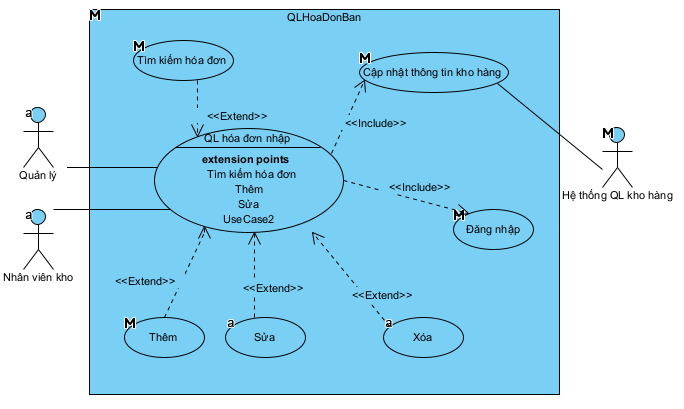 M
QLHoaDonBan
M
Tìm kiếm hóa đơn
M
Cập nhật thông tin kho hàng
<<Extend>>
<<Include>>
QL hóa đơn nhập
extension points
Tìm kiếm hóa đơn
Thêm
Sửa
UseCase2
a
Quản lý
a
Nhân viên kho
M
Hệ thống QL kho hàng
<<Include>>
M
Đăng nhập
<<Extend>>
<<Extend>>
<<Extend>>
M
Thêm
a
Sửa
a
Xóa